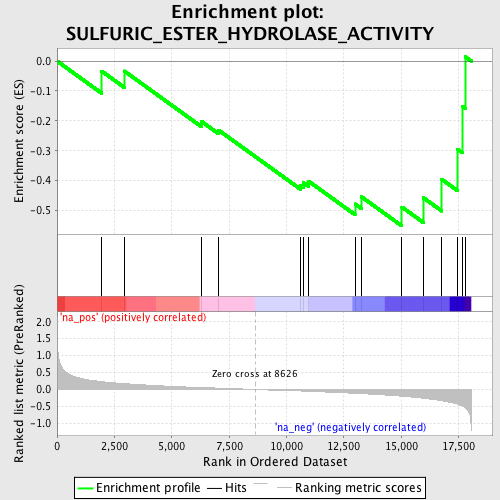 Enrichment plot:
SULFURIC_ESTER_HYDROLASE_ACTIVITY
Enrichment score (ES)
0.0
-0.1
-0.2
-0.3
-0.4
-0.5
'na_pos' (positively correlated)
Ranked list metric (PreRanked)
2.0
1.5
1.0
0.5
0.0
-0.5
-1.0
Zero cross at 8626
'na_neg' (negatively correlated)
0
2,500
5,000
7,500
10,000
12,500
15,000
17,500
Rank in Ordered Dataset
Enrichment profile
Hits
Ranking metric scores